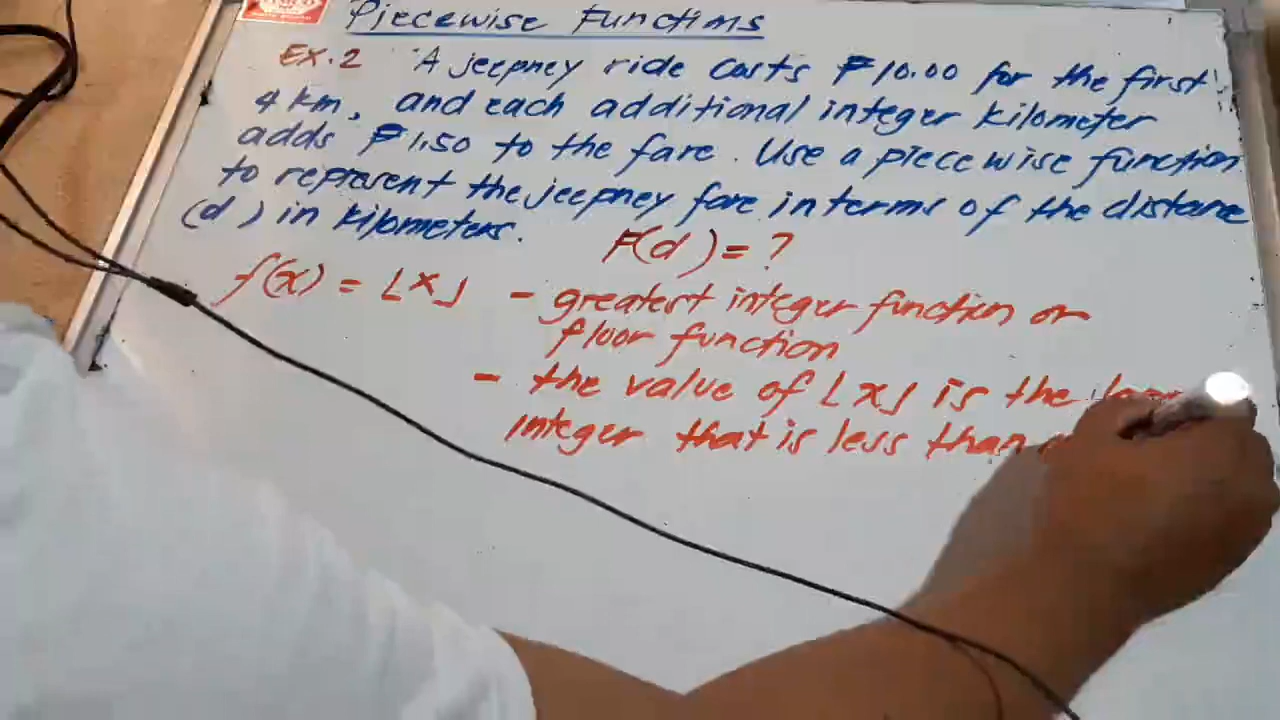 Piecewise Functions
Ex.2 "A jeepney ride costs ₱10.00 for the first
4 km, and each additional integer kilometer
adds ₱1.50 to the fare. Use a piecewise function
to represent the jeepney fare in terms of the distance
(d) in kilometers.
F(d) = ?
f(x) = ⌊x⌋ - greatest integer function or
floor function
- the value of ⌊x⌋ is the
integer that is less than